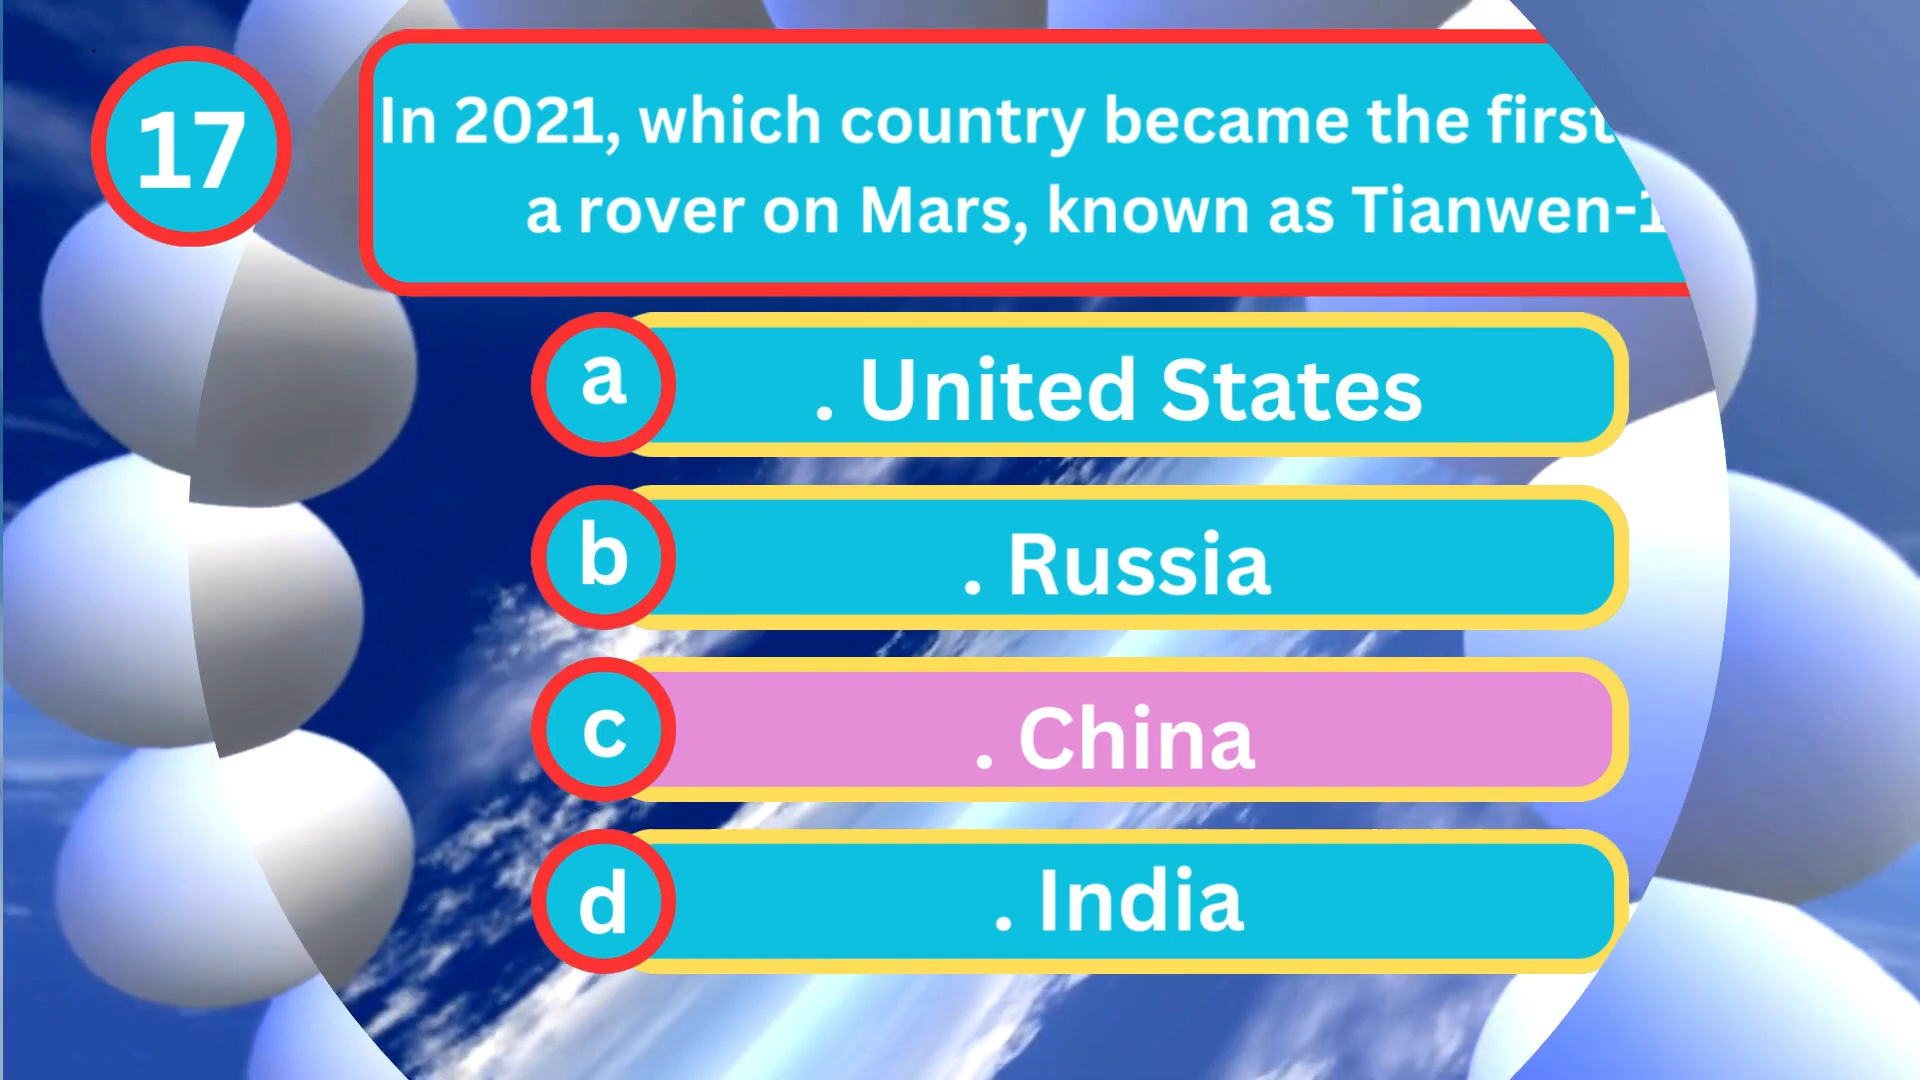 17
In 2021, which country became the first
a rover on Mars, known as Tianwen-1
a
. United States
b
. Russia
c
. China
d
. India